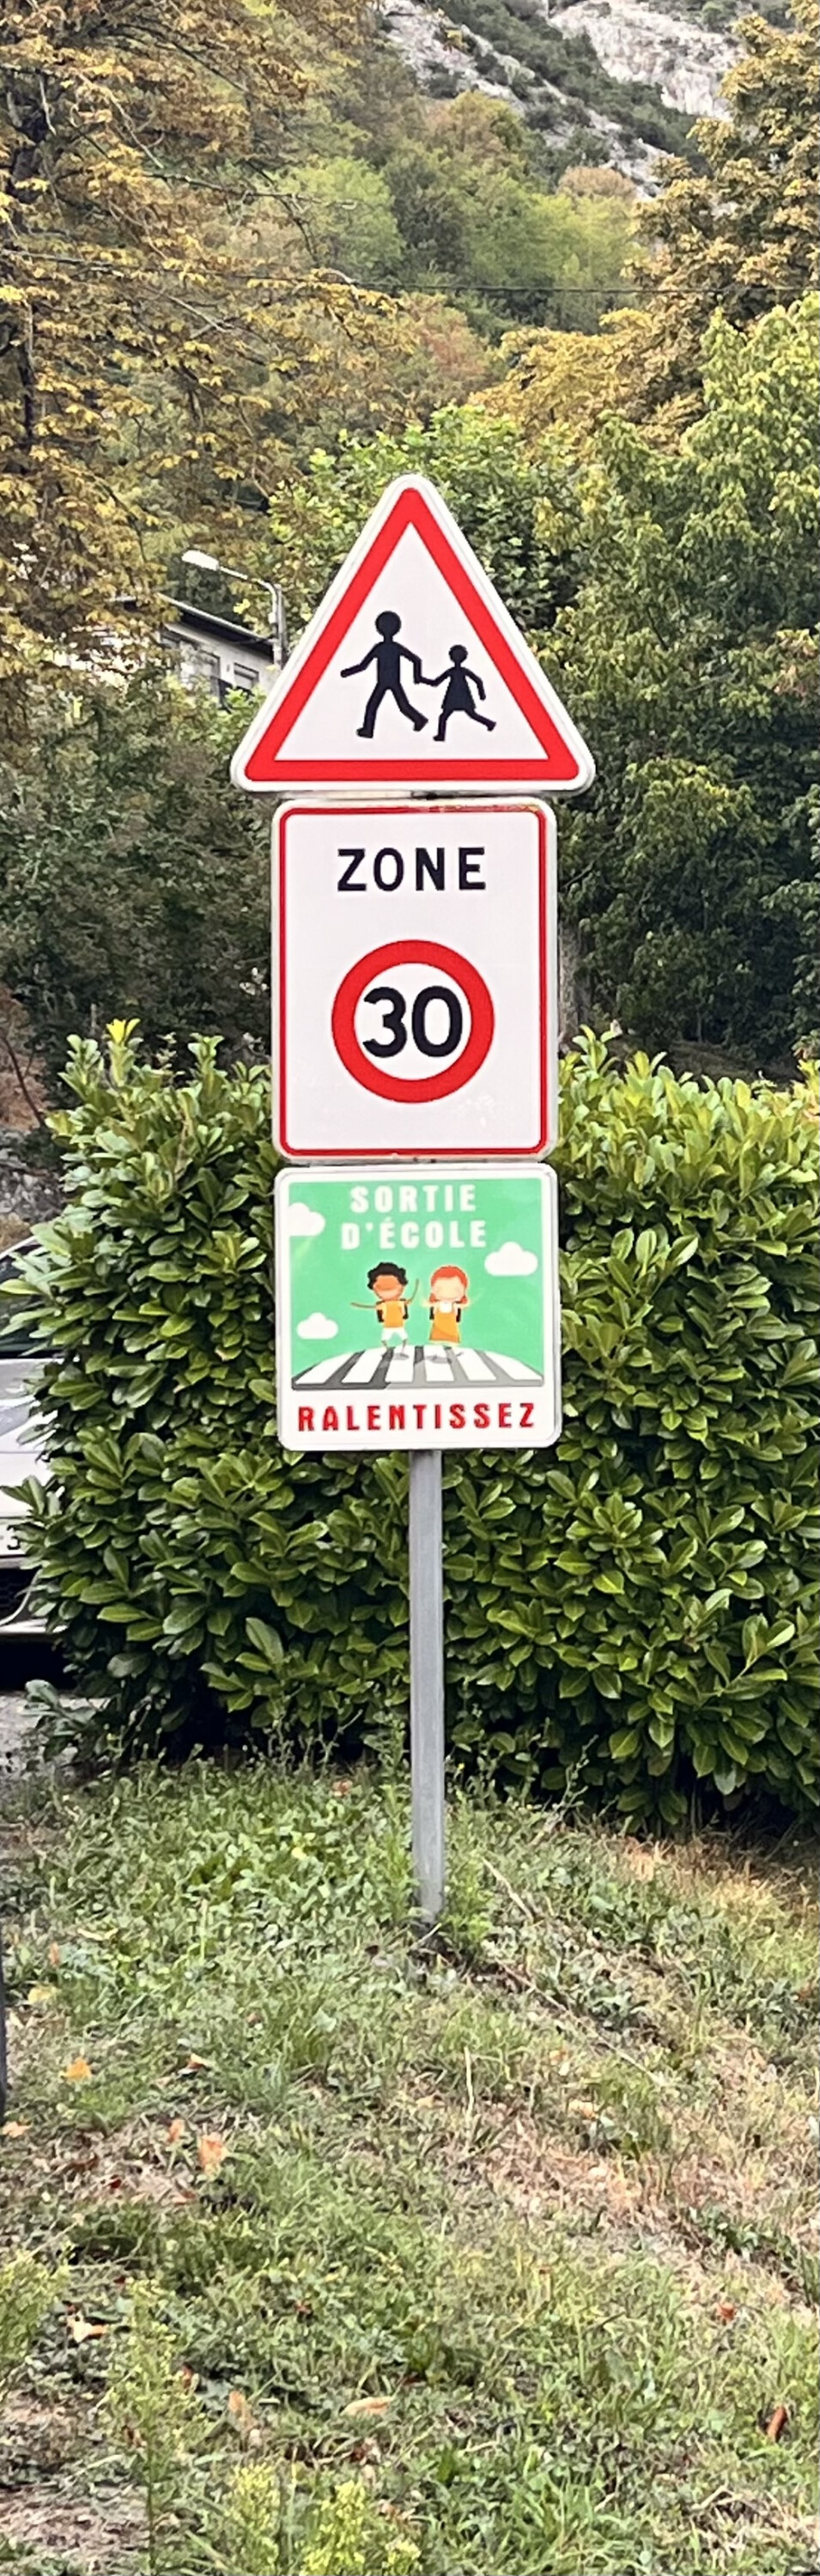 ZONE
30
SORTIE
D'ÉCOLE
RALENTISSEZ